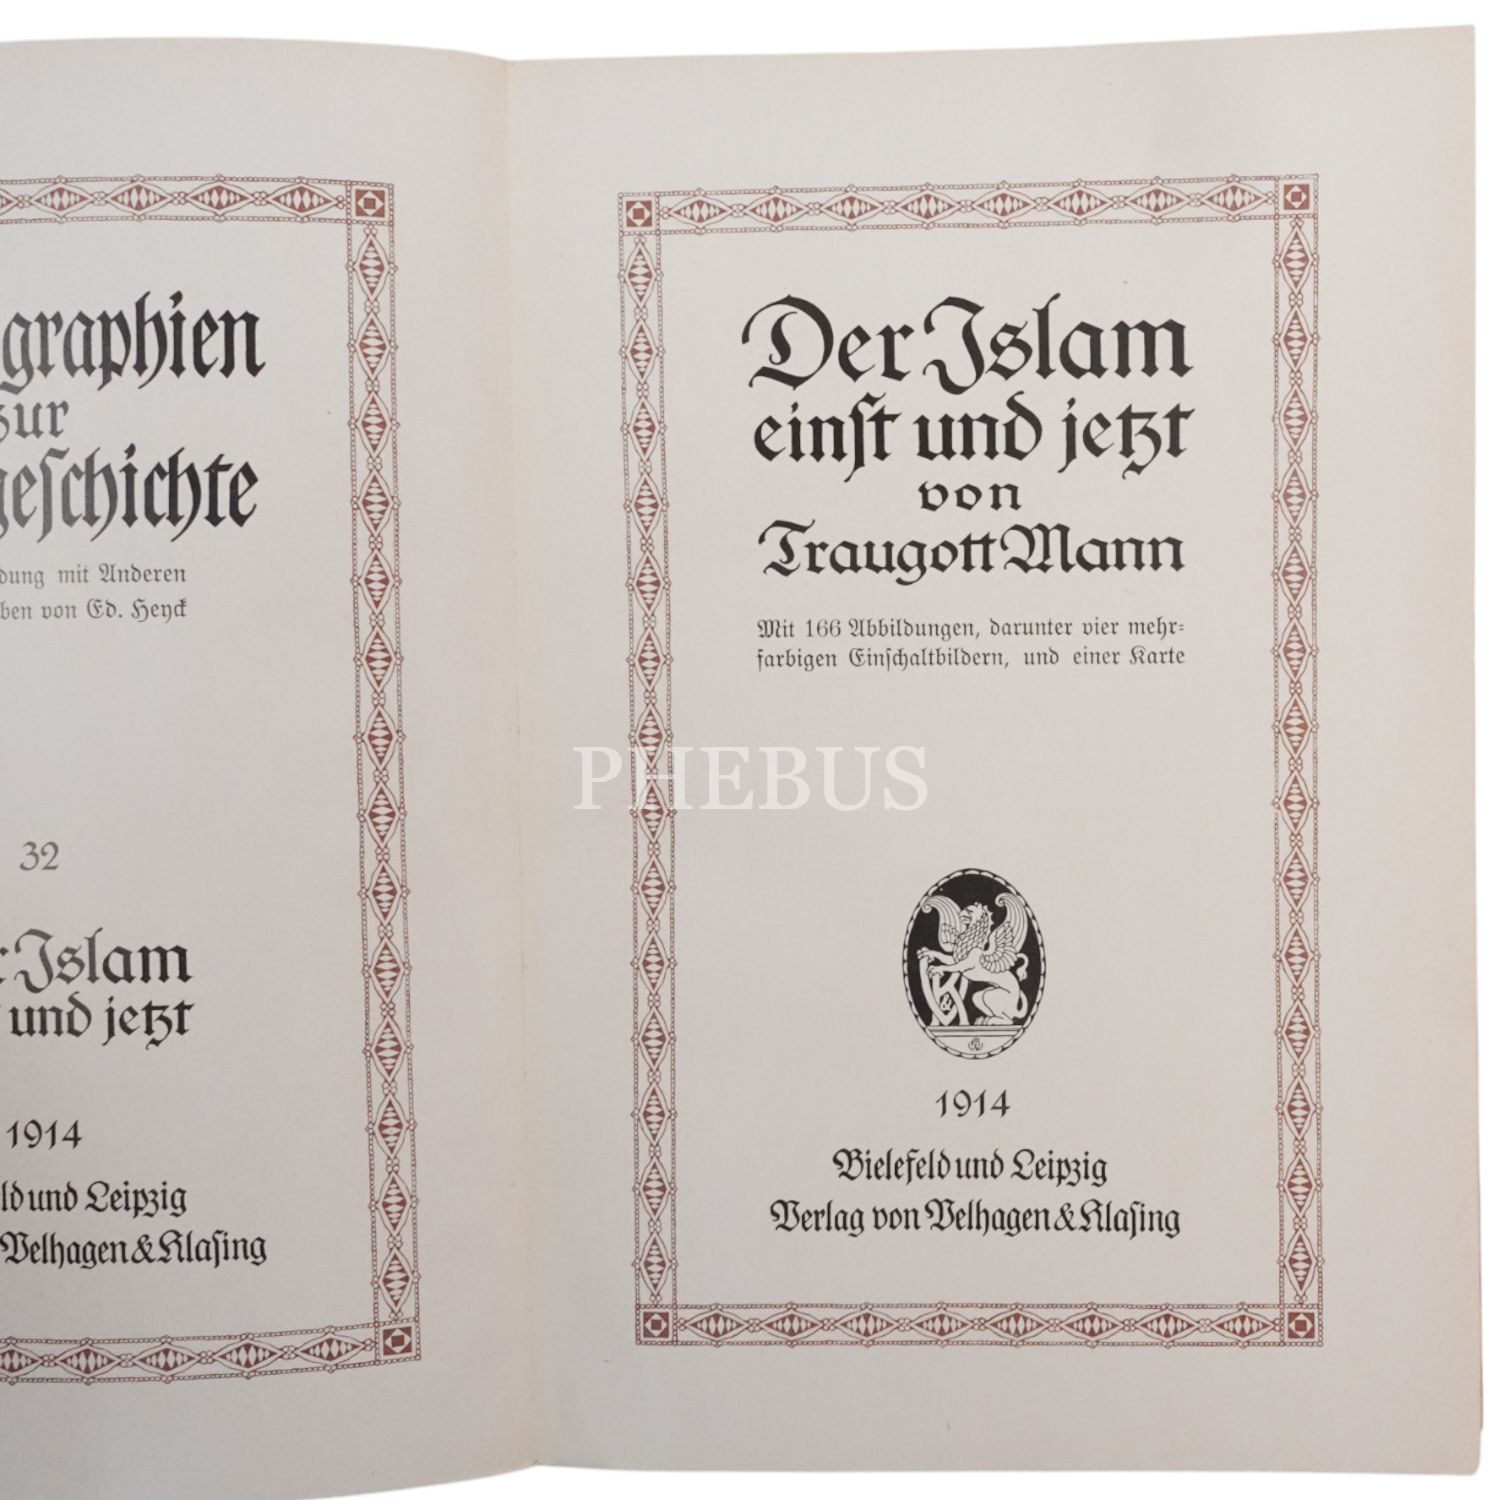 graphien
zur
geschichte
dung mit Anderen
ben von Ed. Heyck
32
Islam
und jetzt
1914
ld und Leipzig
Velhagen & Klasing
Der Islam
einst und jetzt
von
Traugott Mann
Mit 166 Abbildungen, darunter vier mehr-
farbigen Einschaltbildern, und einer Karte
PHEBUS
V & K
1914
Bielefeld und Leipzig
Verlag von Velhagen & Klasing